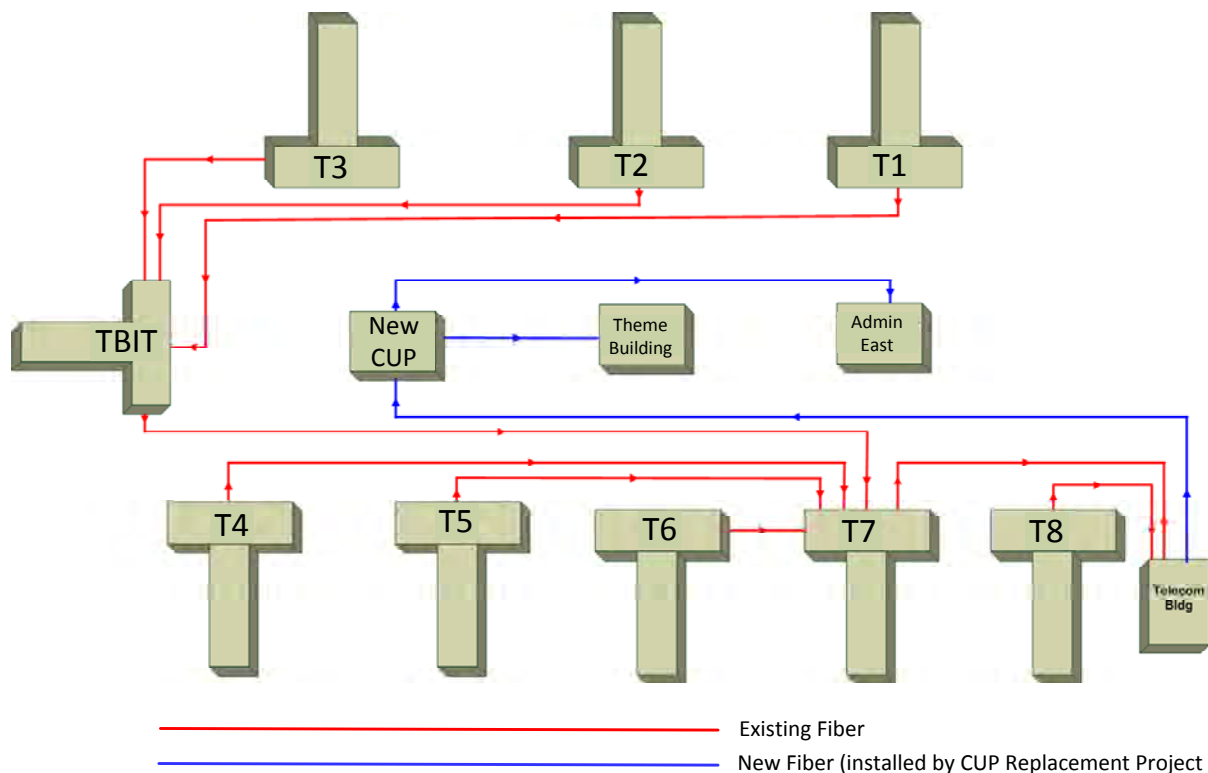 T3
T2
T1
TBIT
New
CUP
Theme
Building
Admin
East
T4
T5
T6
T7
T8
Telecom
Bldg
Existing Fiber
New Fiber (installed by CUP Replacement Project